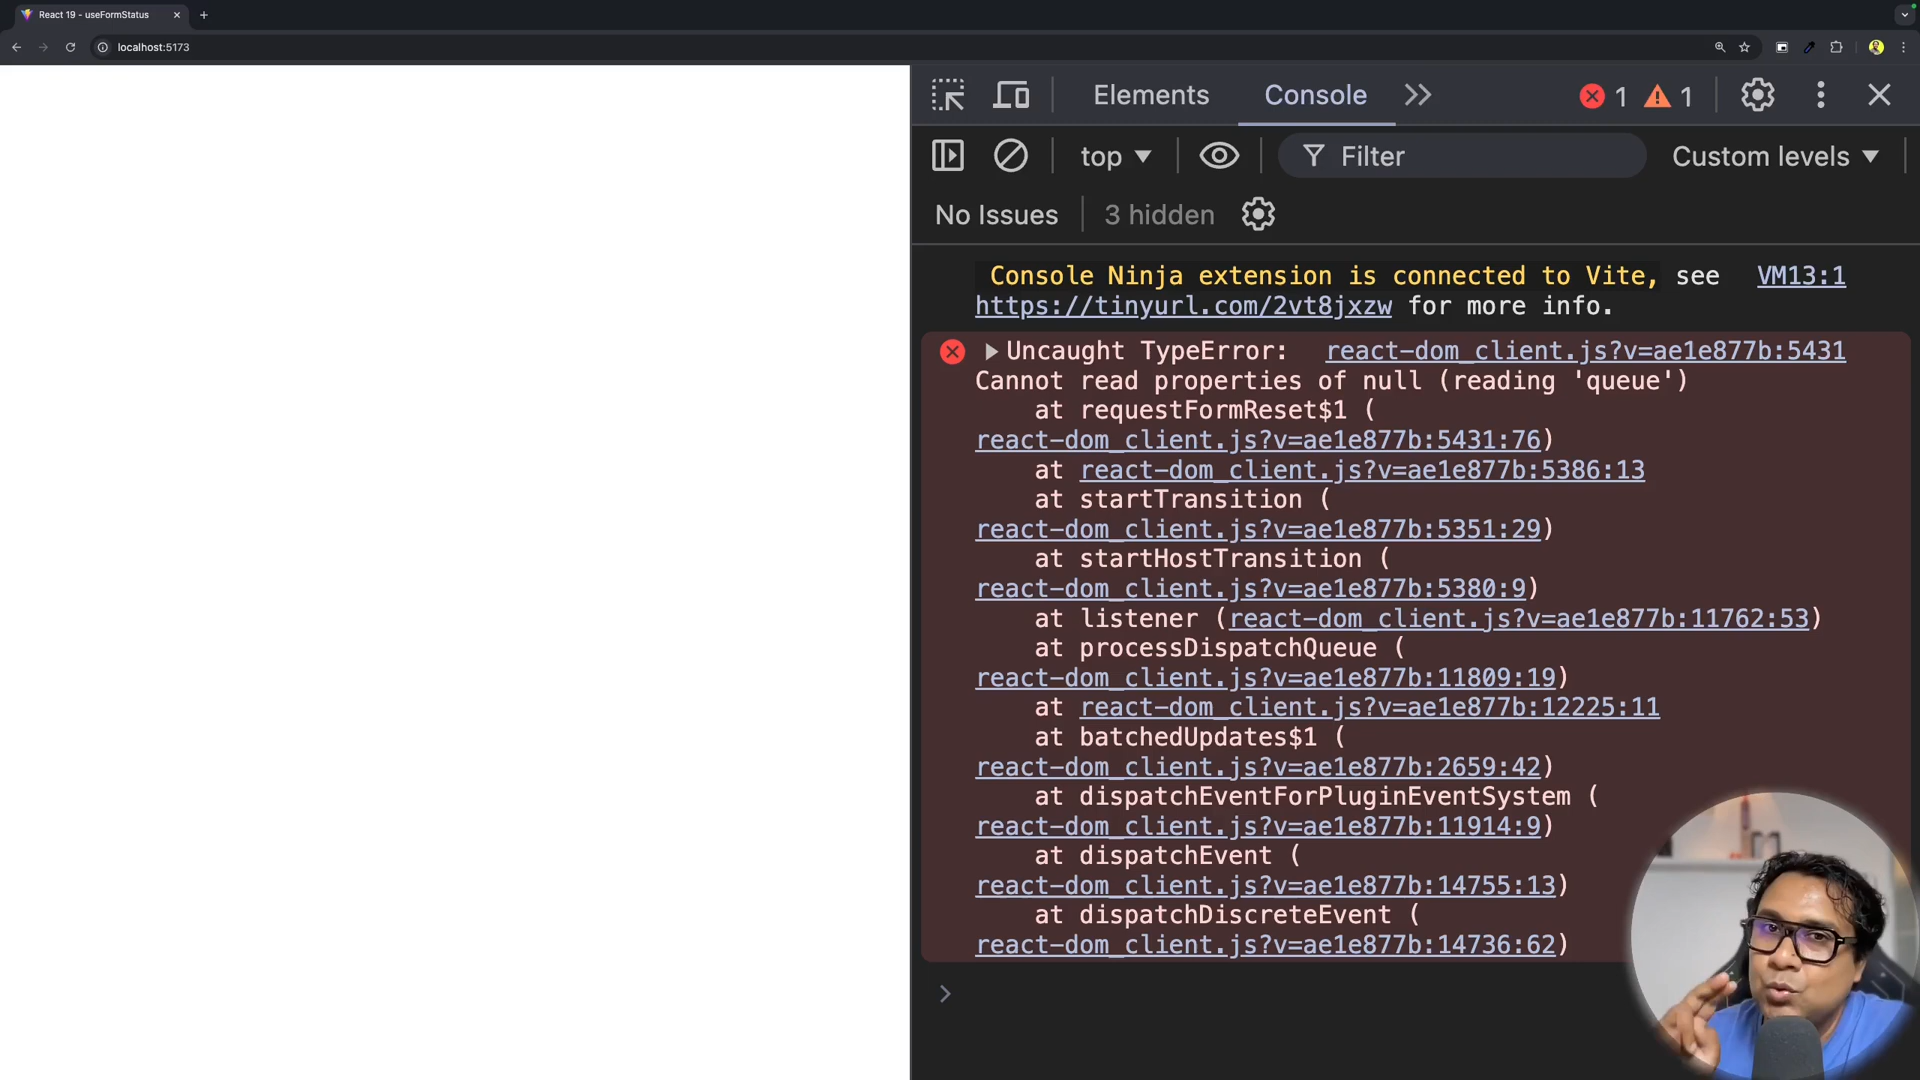 React 19 - useFormStatus
localhost:5173
Elements Console 1 1
top Filter Custom levels
No Issues 3 hidden
Console Ninja extension is connected to Vite, see VM13:1
https://tinyurl.com/2vt8jxzw for more info.
Uncaught TypeError: react-dom_client.js?v=ae1e877b:5431
Cannot read properties of null (reading 'queue')
at requestFormReset$1 (
react-dom_client.js?v=ae1e877b:5431:76)
at react-dom_client.js?v=ae1e877b:5386:13
at startTransition (
react-dom_client.js?v=ae1e877b:5351:29)
at startHostTransition (
react-dom_client.js?v=ae1e877b:5380:9)
at listener (react-dom_client.js?v=ae1e877b:11762:53)
at processDispatchQueue (
react-dom_client.js?v=ae1e877b:11809:19)
at react-dom_client.js?v=ae1e877b:12225:11
at batchedUpdates$1 (
react-dom_client.js?v=ae1e877b:2659:42)
at dispatchEventForPluginEventSystem (
react-dom_client.js?v=ae1e877b:11914:9)
at dispatchEvent (
react-dom_client.js?v=ae1e877b:14755:13)
at dispatchDiscreteEvent (
react-dom_client.js?v=ae1e877b:14736:62)